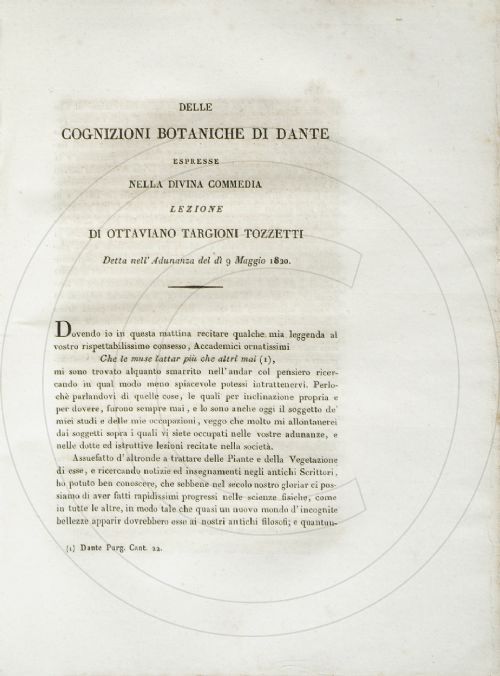 DELLE
COGNIZIONI BOTANICHE DI DANTE
ESPRESSE
NELLA DIVINA COMMEDIA
LEZIONE
DI OTTAVIANO TARGIONI TOZZETTI
Detta nell'Adunanza del dì 9 Maggio 1820.
Dovendo io in questa mattina recitare qualche mia leggenda al
vostro rispettabilissimo consesso, Accademici ornatissimi
Che le muse lattar più che altri mai (1),
mi sono trovato alquanto smarrito nell'andar col pensiero ricer-
cando in qual modo meno spiacevole potessi intrattenervi. Perlo-
chè parlandovi di quelle cose, le quali per inclinazione propria e
per dovere, furono sempre mai, e lo sono anche oggi il soggetto de'
miei studi e delle mie occupazioni, veggo che molto mi allontanerei
dai soggetti sopra i quali vi siete occupati nelle vostre adunanze, e
nelle dotte ed istruttive lezioni recitate nella società.
Assuefatto d'altronde a trattare delle Piante e della Vegetazione
di esse, e ricercando notizie ed insegnamenti negli antichi Scrittori,
ho potuto ben conoscere, che sebbene nel secolo nostro gloriar ci pos-
siamo di aver fatti rapidissimi progressi nelle scienze fisiche, come
in tutte le altre, in modo tale che quasi un nuovo mondo d'incognite
bellezze apparir dovrebbero esse ai nostri antichi filosofi; e quantun-
(1) Dante Purg. Cant. 22.